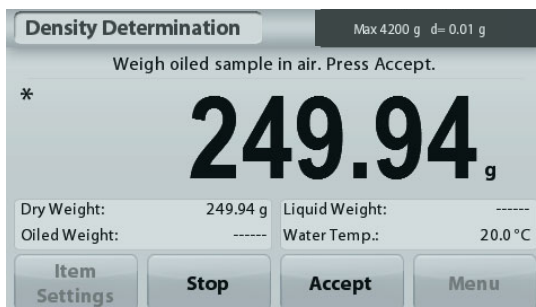 Density Determination
Max 4200 g d= 0.01 g
Weigh oiled sample in air. Press Accept.
*
249.94 g
Dry Weight: 249.94 g Liquid Weight: ------
Oiled Weight: ------ Water Temp.: 20.0°C
Item Settings Stop Accept Menu